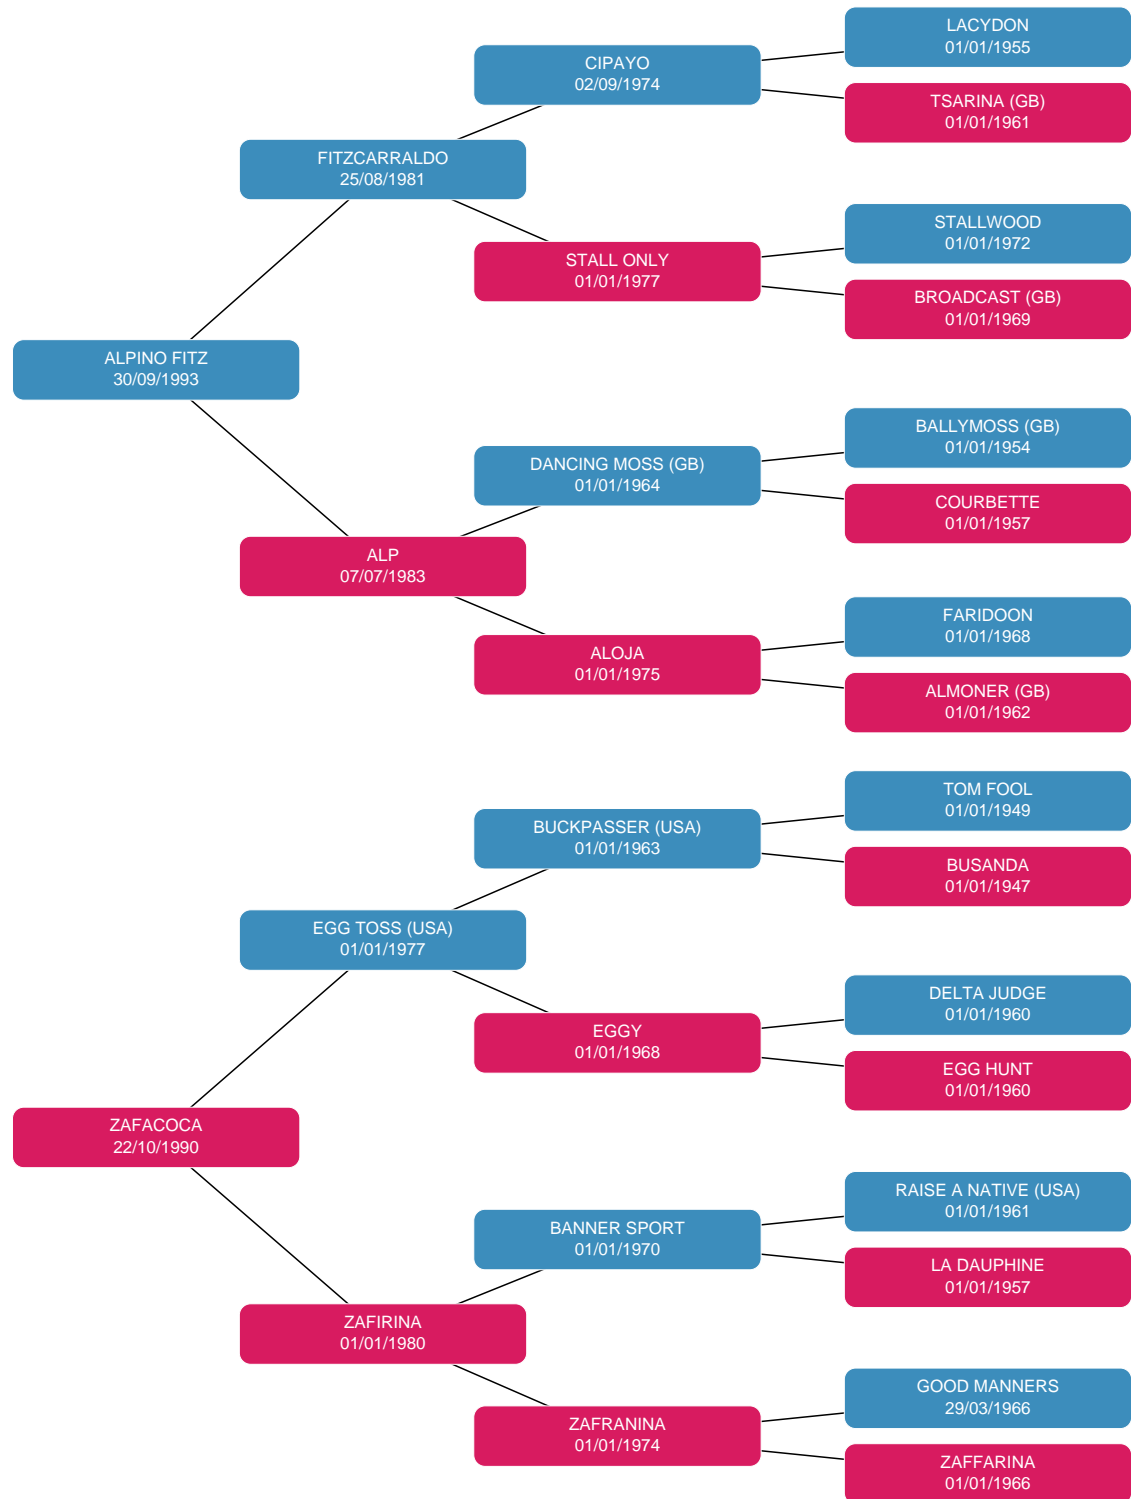 LACYDON
01/01/1955
CIPAYO
02/09/1974
TSARINA (GB)
01/01/1961
FITZCARRALDO
25/08/1981
STALLWOOD
01/01/1972
STALL ONLY
01/01/1977
BROADCAST (GB)
01/01/1969
ALPINO FITZ
30/09/1993
BALLYMOSS (GB)
01/01/1954
DANCING MOSS (GB)
01/01/1964
COURBETTE
01/01/1957
ALP
07/07/1983
FARIDOON
01/01/1968
ALOJA
01/01/1975
ALMONER (GB)
01/01/1962
TOM FOOL
01/01/1949
BUCKPASSER (USA)
01/01/1963
BUSANDA
01/01/1947
EGG TOSS (USA)
01/01/1977
DELTA JUDGE
01/01/1960
EGGY
01/01/1968
EGG HUNT
01/01/1960
ZAFACOCA
22/10/1990
RAISE A NATIVE (USA)
01/01/1961
BANNER SPORT
01/01/1970
LA DAUPHINE
01/01/1957
ZAFIRINA
01/01/1980
GOOD MANNERS
29/03/1966
ZAFRANINA
01/01/1974
ZAFFARINA
01/01/1966